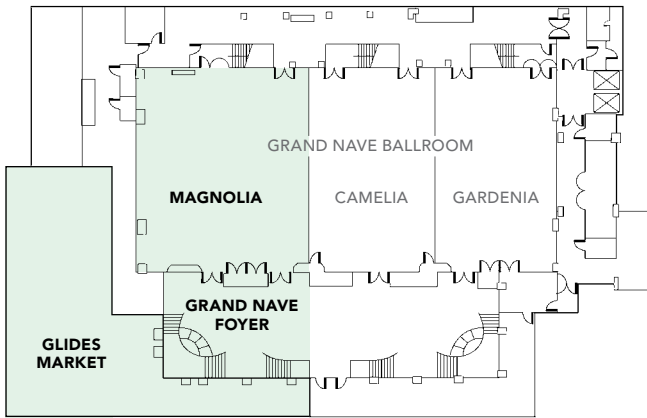 GRAND NAVE BALLROOM
MAGNOLIA
CAMELIA
GARDENIA
GRAND NAVE
FOYER
GLIDES
MARKET